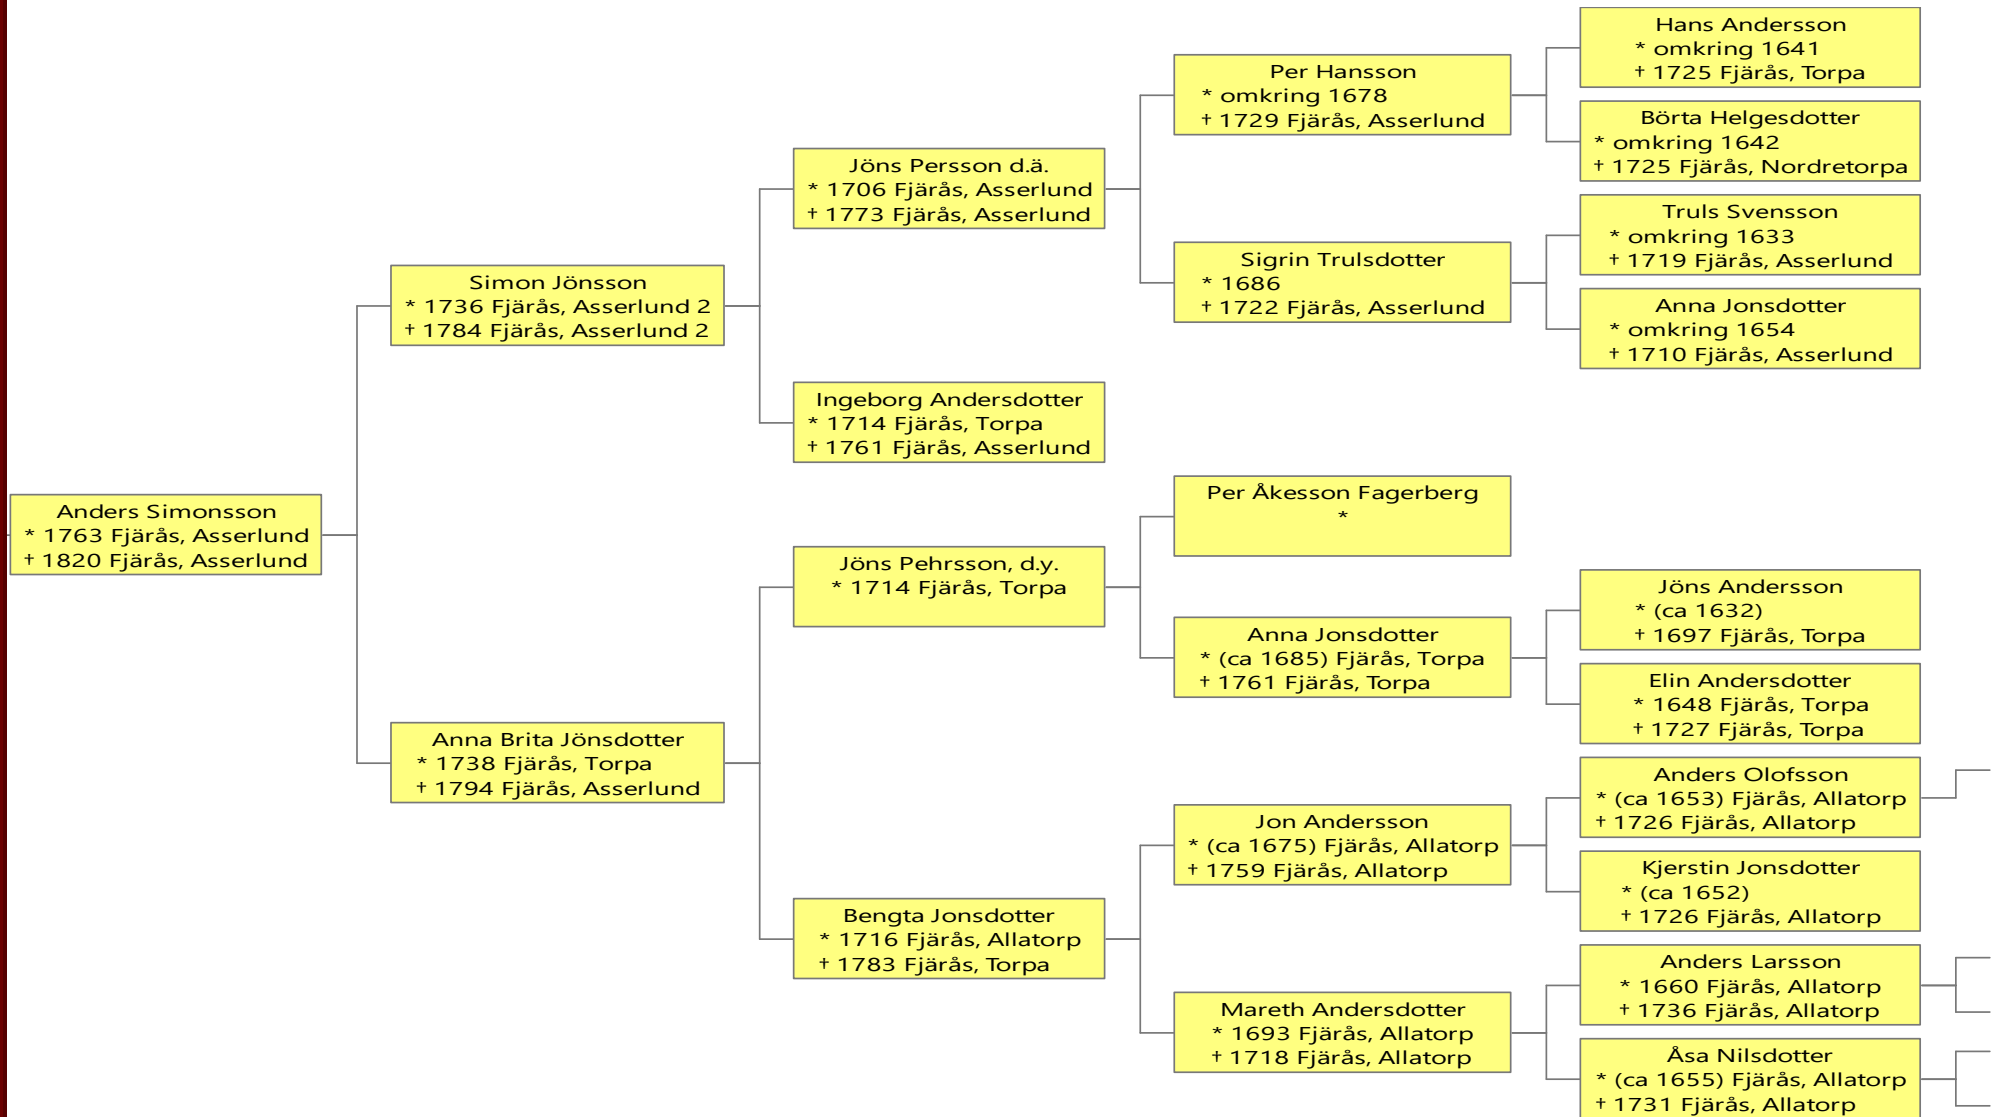 Hans Andersson
* omkring 1641
† 1725 Fjärås, Torpa
Per Hansson
* omkring 1678
† 1729 Fjärås, Asserlund
Börta Helgesdotter
* omkring 1642
† 1725 Fjärås, Nordretorpa
Jöns Persson d.ä.
* 1706 Fjärås, Asserlund
† 1773 Fjärås, Asserlund
Truls Svensson
* omkring 1633
† 1719 Fjärås, Asserlund
Sigrin Trulsdotter
* 1686
† 1722 Fjärås, Asserlund
Anna Jonsdotter
* omkring 1654
† 1710 Fjärås, Asserlund
Simon Jönsson
* 1736 Fjärås, Asserlund 2
† 1784 Fjärås, Asserlund 2
Ingeborg Andersdotter
* 1714 Fjärås, Torpa
† 1761 Fjärås, Asserlund
Anders Simonsson
* 1763 Fjärås, Asserlund
† 1820 Fjärås, Asserlund
Per Åkesson Fagerberg
*
Jöns Pehrsson, d.y.
* 1714 Fjärås, Torpa
Jöns Andersson
* (ca 1632)
† 1697 Fjärås, Torpa
Anna Jonsdotter
* (ca 1685) Fjärås, Torpa
† 1761 Fjärås, Torpa
Elin Andersdotter
* 1648 Fjärås, Torpa
† 1727 Fjärås, Torpa
Anna Brita Jönsdotter
* 1738 Fjärås, Torpa
† 1794 Fjärås, Asserlund
Anders Olofsson
* (ca 1653) Fjärås, Allatorp
† 1726 Fjärås, Allatorp
Jon Andersson
* (ca 1675) Fjärås, Allatorp
† 1759 Fjärås, Allatorp
Kjerstin Jonsdotter
* (ca 1652)
† 1726 Fjärås, Allatorp
Bengta Jonsdotter
* 1716 Fjärås, Allatorp
† 1783 Fjärås, Torpa
Anders Larsson
* 1660 Fjärås, Allatorp
† 1736 Fjärås, Allatorp
Mareth Andersdotter
* 1693 Fjärås, Allatorp
† 1718 Fjärås, Allatorp
Åsa Nilsdotter
* (ca 1655) Fjärås, Allatorp
† 1731 Fjärås, Allatorp